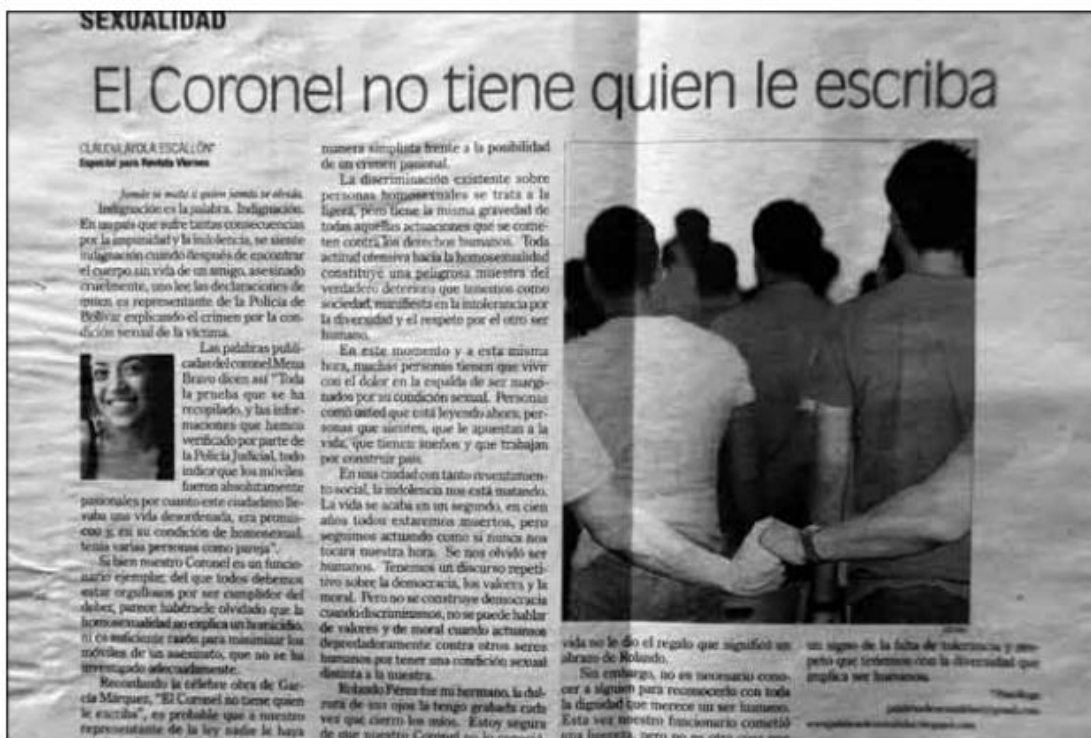 SEXUALIDAD
El Coronel no tiene quien le escriba
CLAUDIA AYOLA ESCALLÓN*
Especial para Revista Viernes
Jamás se mata a quien jamás se olvida.
Indignación es la palabra. Indignación.
En un país que sufre tantas consecuencias
por la impunidad y la indolencia, se siente
indignación cuando después de encontrar
el cuerpo sin vida de un amigo, asesinado
cruelmente, uno lee las declaraciones de
quien es representante de la Policía de
Bolívar explicando el crimen por la con-
dición sexual de la víctima.
Las palabras publi-
cadas del coronel Mena
Bravo dicen así "Toda
la prueba que se ha
recopilado, y las infor-
maciones que hemos
verificado por parte de
la Policía Judicial, todo
indica que los móviles
fueron absolutamente
pasionales por cuanto este ciudadano lle-
vaba una vida desordenada, era promis-
cuo y, en su condición de homosexual,
tenía varias personas como pareja".
Si bien nuestro Coronel es un funcio-
nario ejemplar, del que todos debemos
estar orgullosos por ser cumplidor del
deber, parece habérsele olvidado que la
homosexualidad no explica un homicidio,
ni es suficiente razón para minimizar los
móviles de un asesinato, que no se ha
investigado adecuadamente.
Recordando la célebre obra de Gar-
cía Márquez, "El Coronel no tiene quien
le escriba", es probable que a nuestro
representante de la ley nadie le haya
manera simplista frente a la posibilidad
de un crimen pasional.
La discriminación existente sobre
personas homosexuales se trata a la
ligera, pero tiene la misma gravedad de
todas aquellas actuaciones que se come-
ten contra los derechos humanos. Toda
actitud ofensiva hacia la homosexualidad
constituye una peligrosa muestra del
verdadero deterioro que tenemos como
sociedad, manifiesta en la intolerancia por
la diversidad y el respeto por el otro ser
humano.
En este momento y a esta misma
hora, muchas personas tienen que vivir
con el dolor en la espalda de ser margi-
nados por su condición sexual. Personas
como usted que está leyendo ahora, per-
sonas que sienten, que le apuestan a la
vida, que tienen sueños y que trabajan
por construir país.
En una ciudad con tanto resentimien-
to social, la indolencia nos está matando.
La vida se acaba en un segundo, en cien
años todos estaremos muertos, pero
seguimos actuando como si nunca nos
tocara nuestra hora. Se nos olvidó ser
humanos. Tenemos un discurso repeti-
tivo sobre la democracia, los valores y la
moral. Pero no se construye democracia
cuando discriminamos, no se puede hablar
de valores y de moral cuando actuamos
depredadoramente contra otros seres
humanos por tener una condición sexual
distinta a la nuestra.
Rolando Pérez fue mi hermano, la dul-
zura de sus ojos la tengo grabada cada
vez que cierro los míos. Estoy segura
de que nuestro Coronel no lo conoció,
vida no le dio el regalo que significó un
abrazo de Rolando.
Sin embargo, no es necesario cono-
cer a alguien para reconocerlo con toda
la dignidad que merece un ser humano.
Esta vez nuestro funcionario cometió
una ligereza, pero no es otra cosa que
un signo de la falta de tolerancia y res-
peto que tenemos con la diversidad que
implica ser humanos.